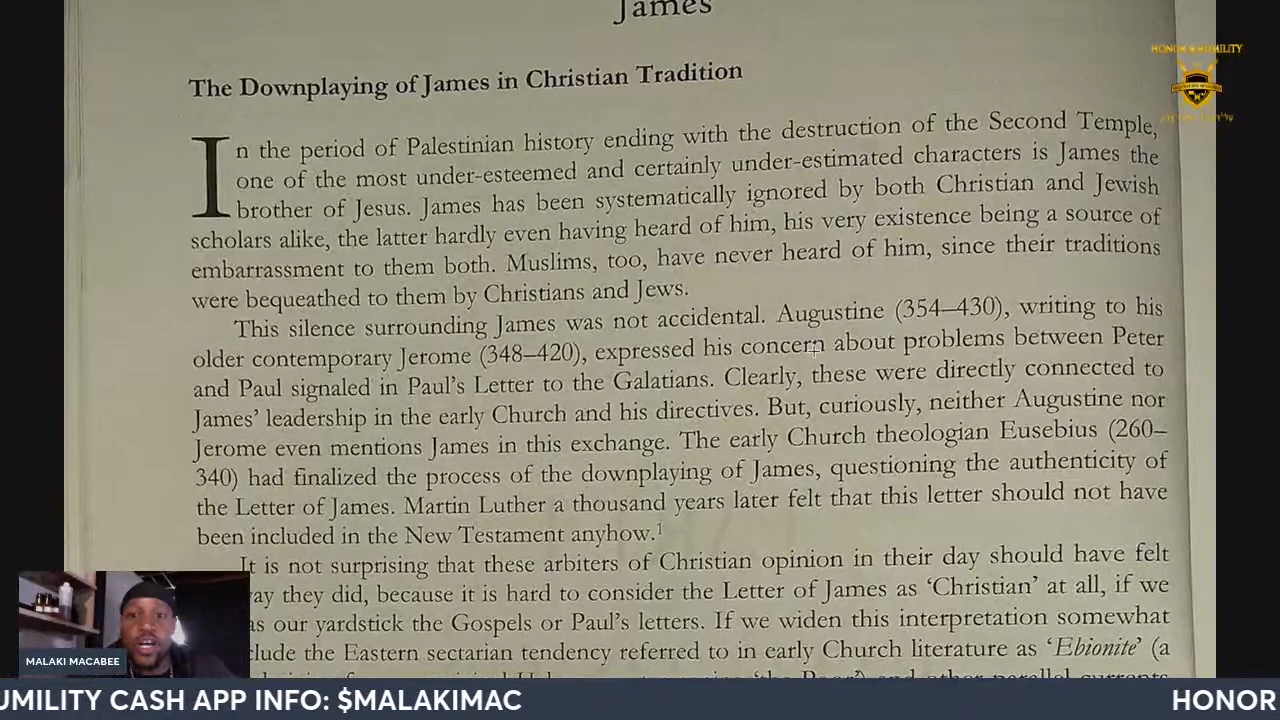 James
HONOR & HUMILITY
The Downplaying of James in Christian Tradition
In the period of Palestinian history ending with the destruction of the Second Temple,
one of the most under-esteemed and certainly under-estimated characters is James the
brother of Jesus. James has been systematically ignored by both Christian and Jewish
scholars alike, the latter hardly even having heard of him, his very existence being a source of
embarrassment to them both. Muslims, too, have never heard of him, since their traditions
were bequeathed to them by Christians and Jews.
This silence surrounding James was not accidental. Augustine (354–430), writing to his
older contemporary Jerome (348–420), expressed his concern about problems between Peter
and Paul signaled in Paul's Letter to the Galatians. Clearly, these were directly connected to
James' leadership in the early Church and his directives. But, curiously, neither Augustine nor
Jerome even mentions James in this exchange. The early Church theologian Eusebius (260–
340) had finalized the process of the downplaying of James, questioning the authenticity of
the Letter of James. Martin Luther a thousand years later felt that this letter should not have
been included in the New Testament anyhow.¹
It is not surprising that these arbiters of Christian opinion in their day should have felt
ay they did, because it is hard to consider the Letter of James as 'Christian' at all, if we
as our yardstick the Gospels or Paul's letters. If we widen this interpretation somewhat
clude the Eastern sectarian tendency referred to in early Church literature as 'Ebionite' (a
MALAKI MACABEE
UMILITY CASH APP INFO: $MALAKIMAC
HONOR